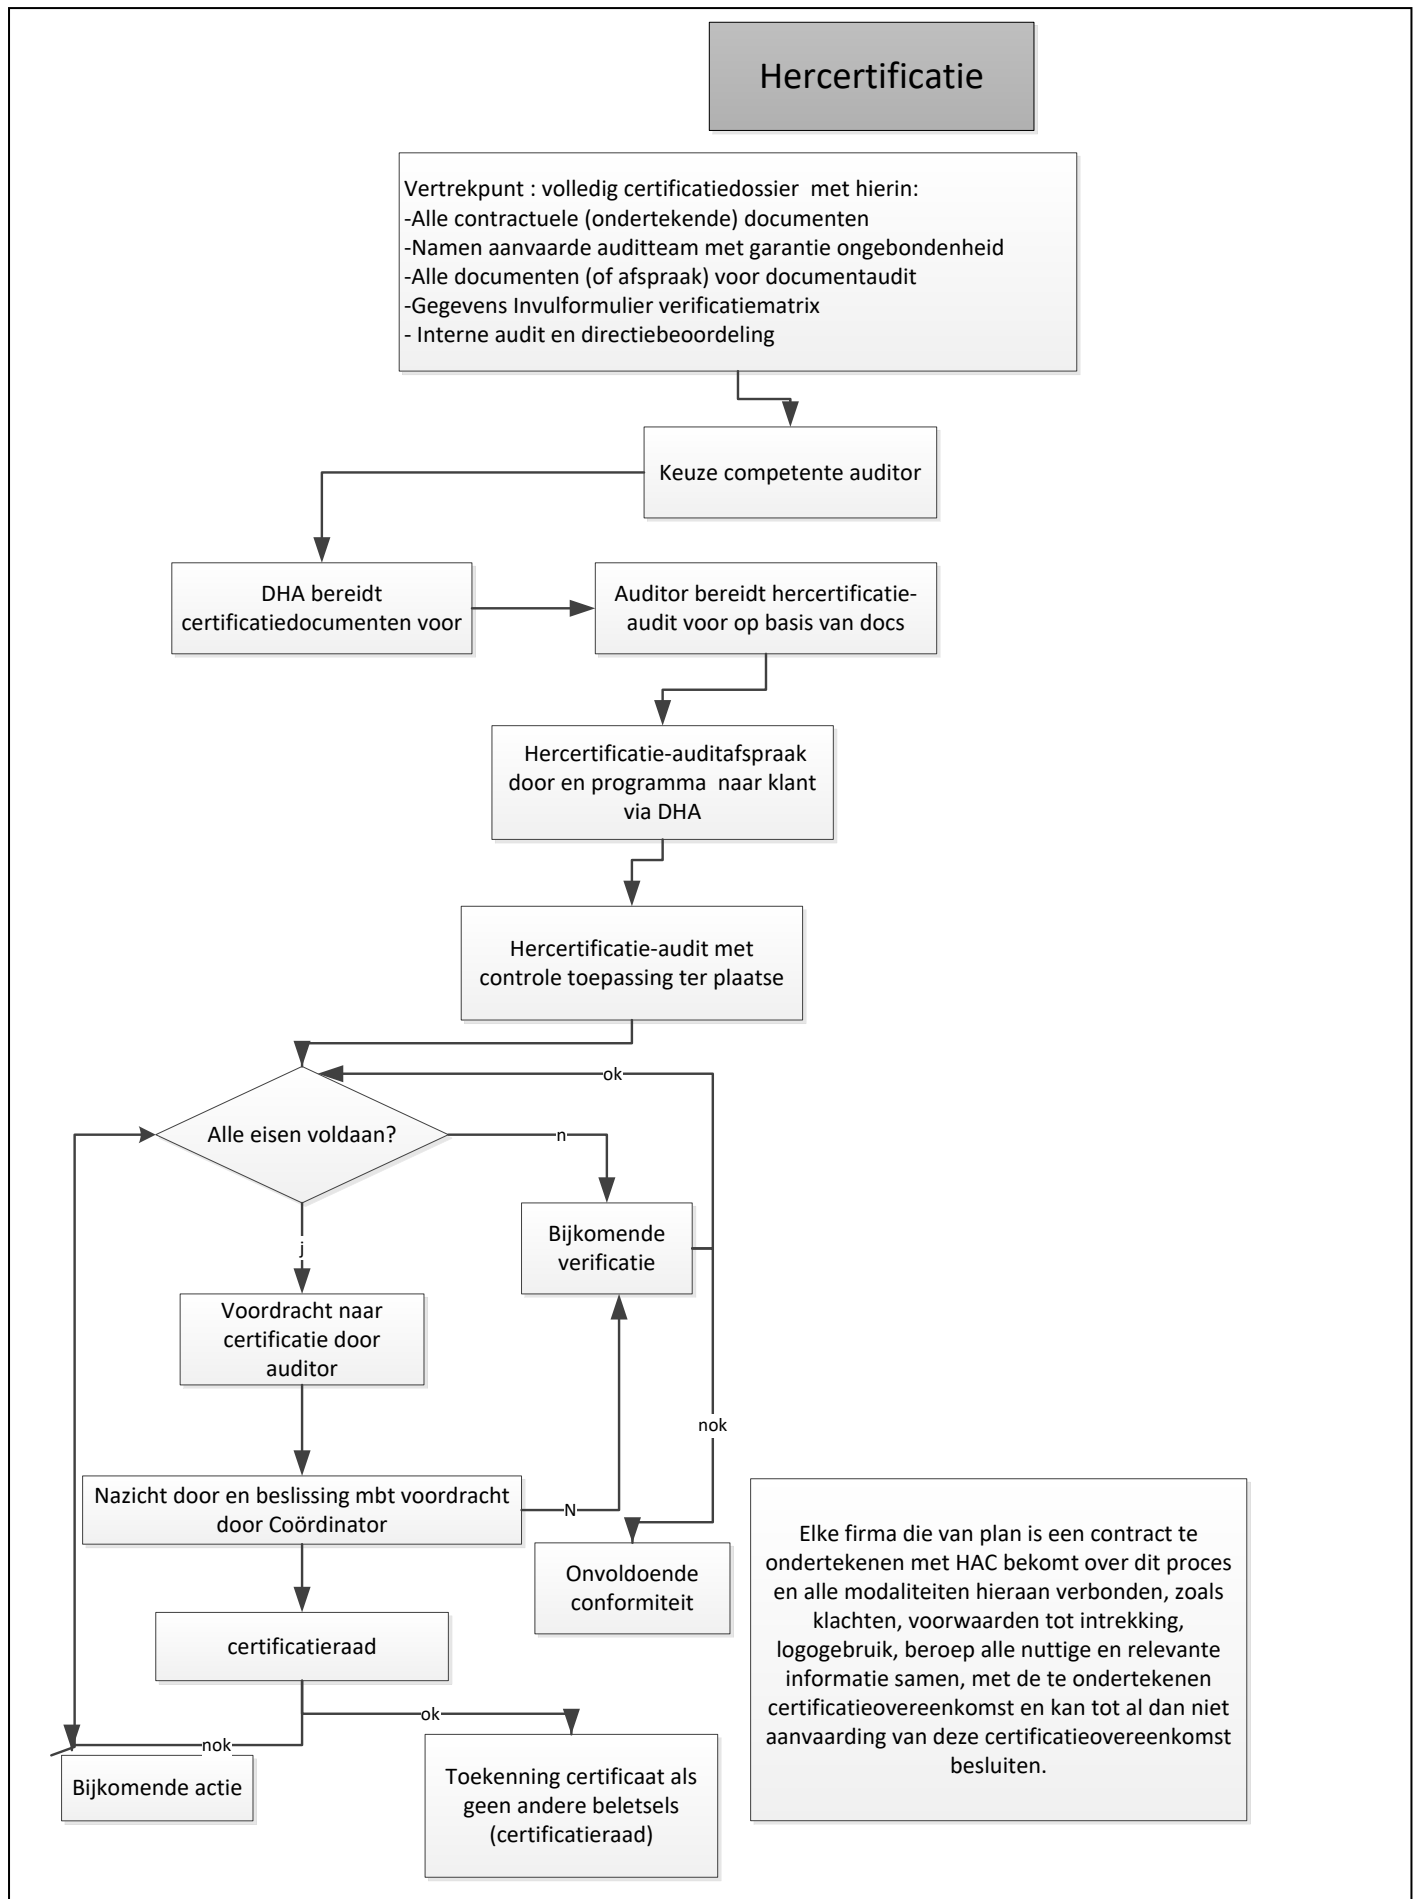 Hercertificatie
Vertrekpunt : volledig certificatiedossier  met hierin:
-Alle contractuele (ondertekende) documenten
-Namen aanvaarde auditteam met garantie ongebondenheid
-Alle documenten (of afspraak) voor documentaudit
-Gegevens Invulformulier verificatiematrix
- Interne audit en directiebeoordeling
Keuze competente auditor
DHA bereidt
certificatiedocumenten voor
Auditor bereidt hercertificatie-
audit voor op basis van docs
Hercertificatie-auditafspraak
door en programma  naar klant
via DHA
Hercertificatie-audit met
controle toepassing ter plaatse
ok
Alle eisen voldaan?
n
Bijkomende
verificatie
j
Voordracht naar
certificatie door
auditor
nok
Nazicht door en beslissing mbt voordracht
door Coördinator
N
Onvoldoende
conformiteit
certificatieraad
ok
nok
Bijkomende actie
Toekenning certificaat als
geen andere beletsels
(certificatieraad)
Elke firma die van plan is een contract te
ondertekenen met HAC bekomt over dit proces
en alle modaliteiten hieraan verbonden, zoals
klachten, voorwaarden tot intrekking,
logogebruik, beroep alle nuttige en relevante
informatie samen, met de te ondertekenen
certificatieovereenkomst en kan tot al dan niet
aanvaarding van deze certificatieovereenkomst
besluiten.